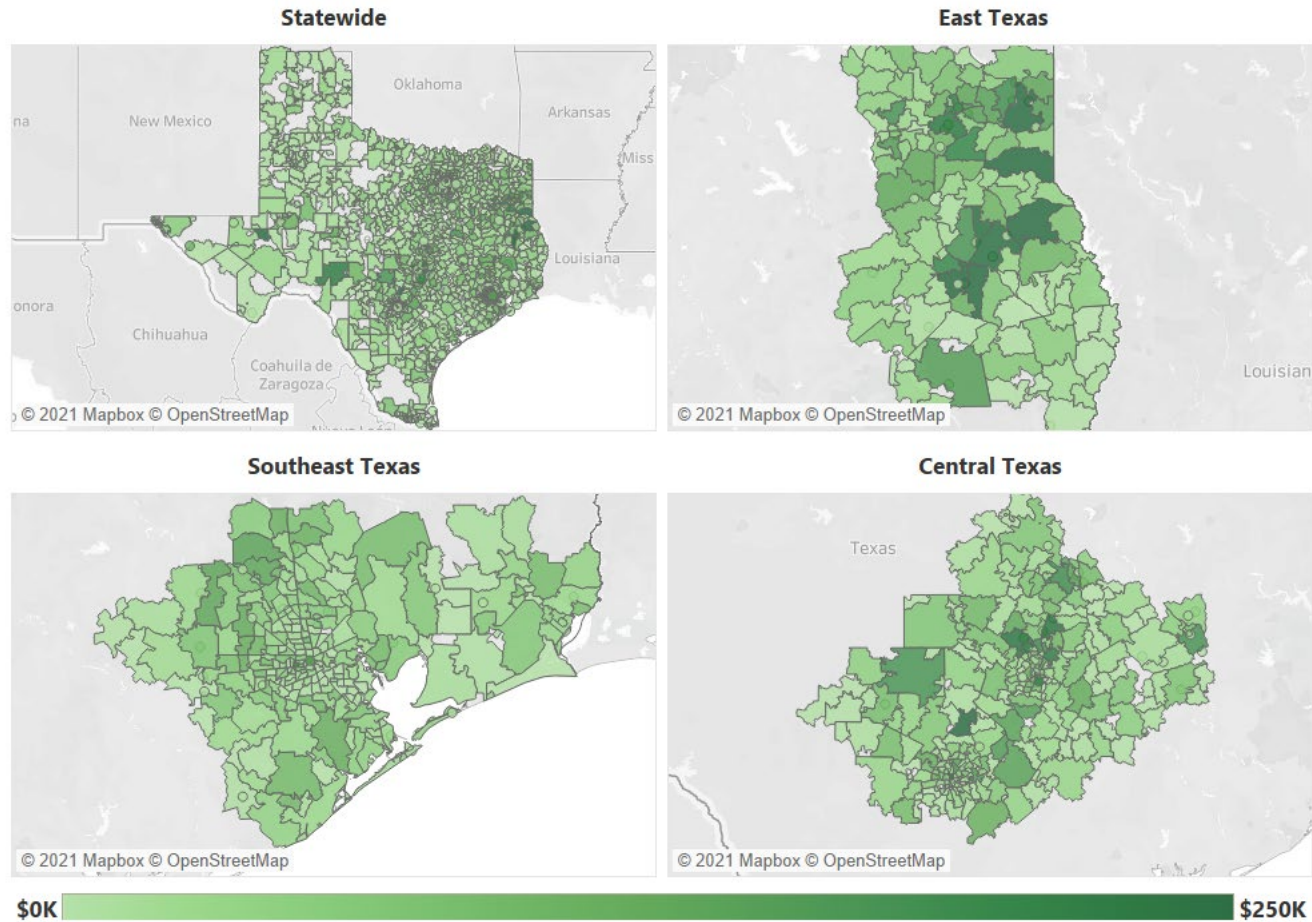 Statewide
East Texas
Oklahoma
Arkansas
New Mexico
na
Miss
Louisiana
onora
Chihuahua
Coahuila de
Zaragoza
© 2021 Mapbox © OpenStreetMap
Louisian
© 2021 Mapbox © OpenStreetMap
Southeast Texas
Central Texas
Texas
© 2021 Mapbox © OpenStreetMap
© 2021 Mapbox © OpenStreetMap
$0K
$250K